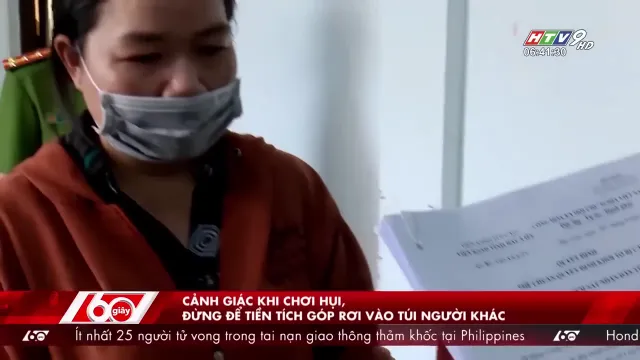 HTV9 HD
06:41:30
60 giây
CẢNH GIÁC KHI CHƠI HỤI,
ĐỪNG ĐỂ TIỀN TÍCH GÓP RƠI VÀO TÚI NGƯỜI KHÁC
Ít nhất 25 người tử vong trong tai nạn giao thông thảm khốc tại Philippines
Hond